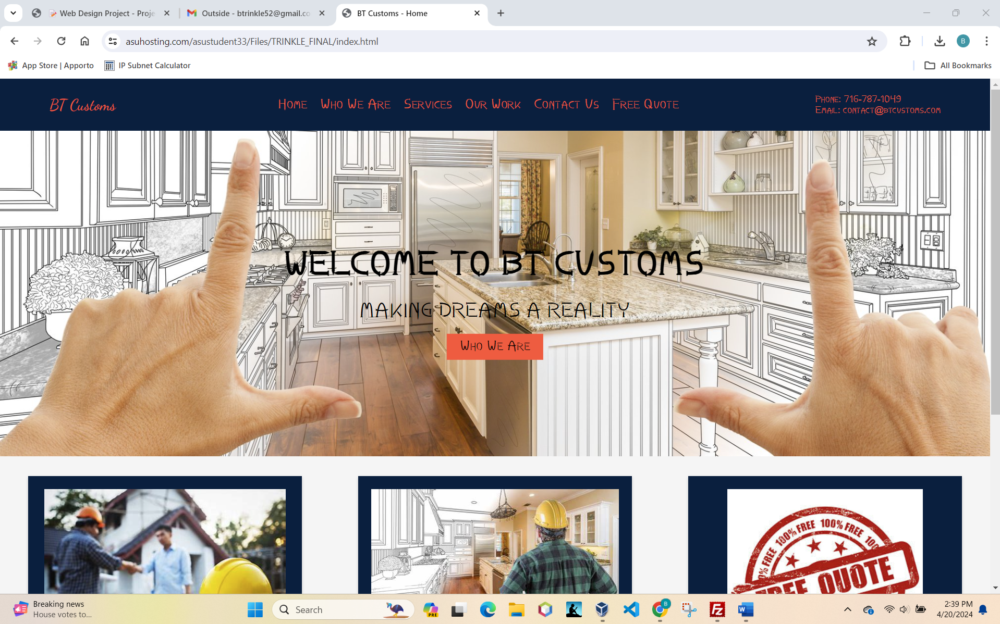 Web Design Project - Proje
Outside - btrinkle52@gmail.co
BT Customs - Home
asuhosting.com/asustudent33/Files/TRINKLE_FINAL/index.html
B
App Store | Apporto
IP Subnet Calculator
All Bookmarks
BT Customs
Home
Who We Are
Services
Our Work
Contact Us
Free Quote
Phone: 716-787-1049
Email: contact@btcustoms.com
WELCOME TO BT CUSTOMS
MAKING DREAMS A REALITY
Who We Are
100% FREE 100% FREE 100% FREE 100%
FREE QUOTE
Breaking news
House votes to...
Search
PRE
B
2:39 PM
4/20/2024